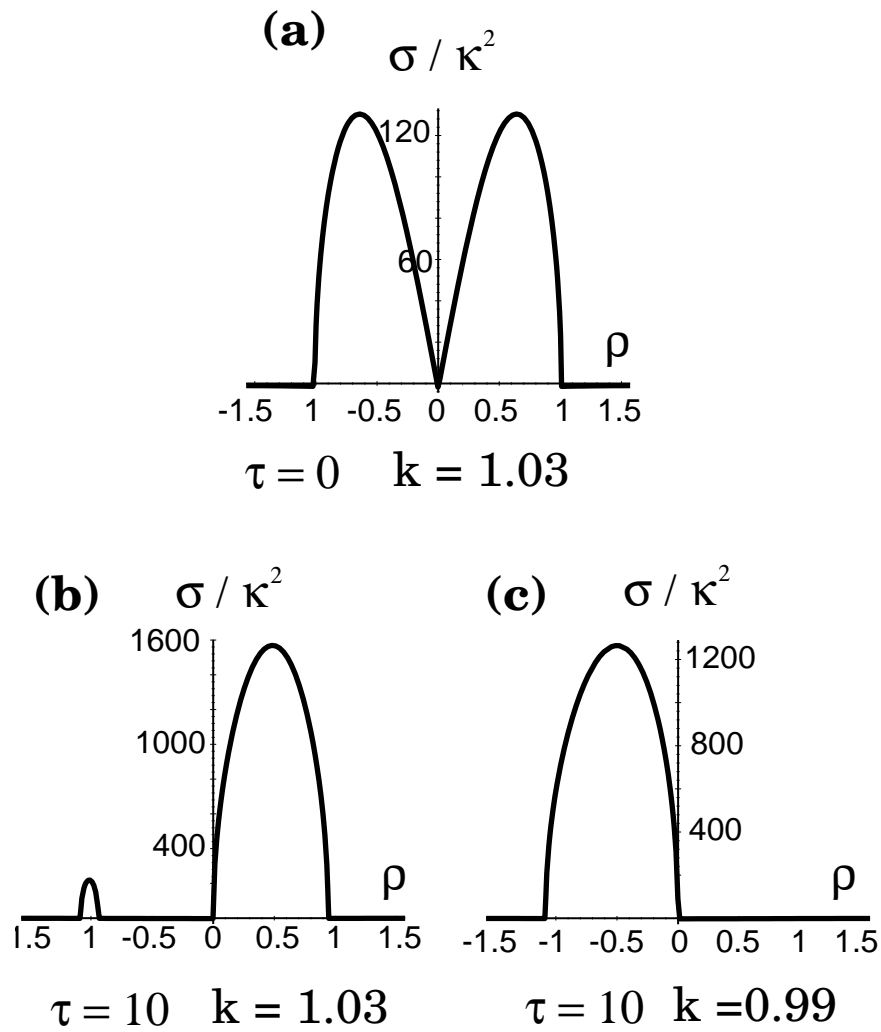 (a)
σ / κ²
120
60
ρ
-1.5 1 -0.5 0 0.5 1 1.5
τ = 0 k = 1.03
(b) σ / κ²
1600
1000
400
ρ
1.5 1 -0.5 0 0.5 1 1.5
τ = 10 k = 1.03
(c) σ / κ²
1200
800
400
ρ
-1.5 -1 -0.5 0 0.5 1 1.5
τ = 10 k =0.99